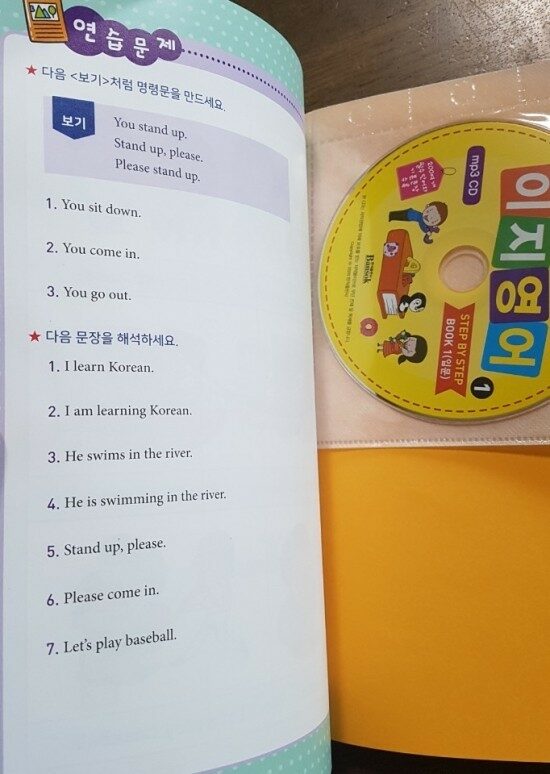 연습문제
★ 다음 <보기>처럼 명령문을 만드세요.
보기
You stand up.
Stand up, please.
Please stand up.
1. You sit down.
2. You come in.
3. You go out.
★ 다음 문장을 해석하세요.
1. I learn Korean.
2. I am learning Korean.
3. He swims in the river.
4. He is swimming in the river.
5. Stand up, please.
6. Please come in.
7. Let's play baseball.
mp3 CD
이지영어
STEP BY STEP
BOOK 1(입문)
1